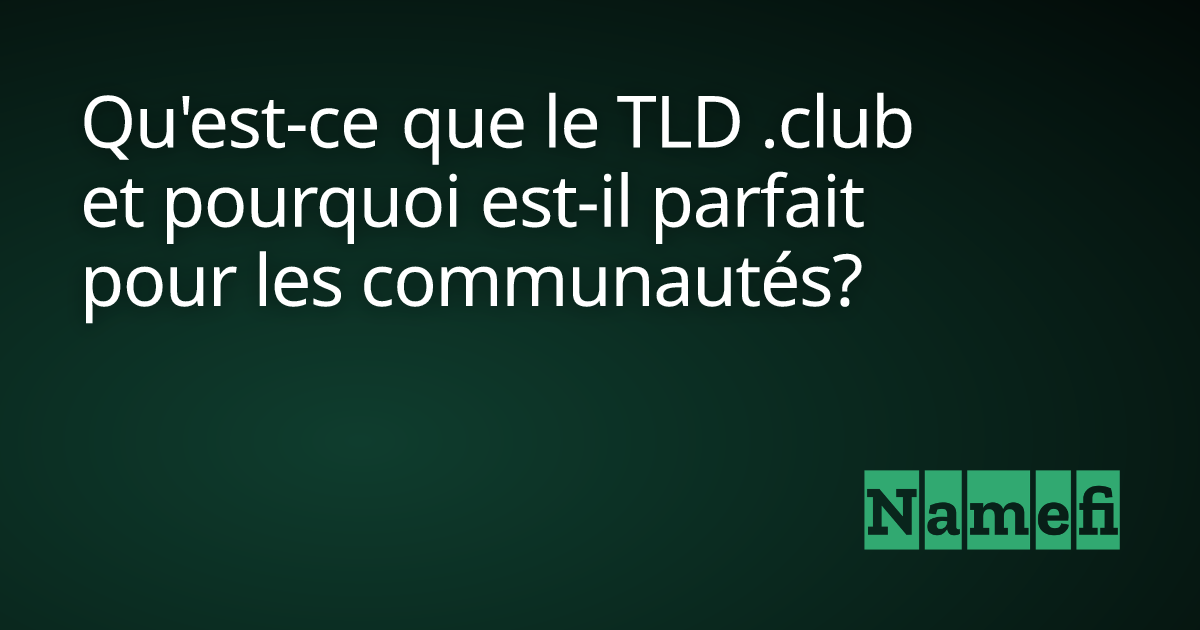 Qu'est-ce que le TLD .club
et pourquoi est-il parfait
pour les communautés?
Namefi